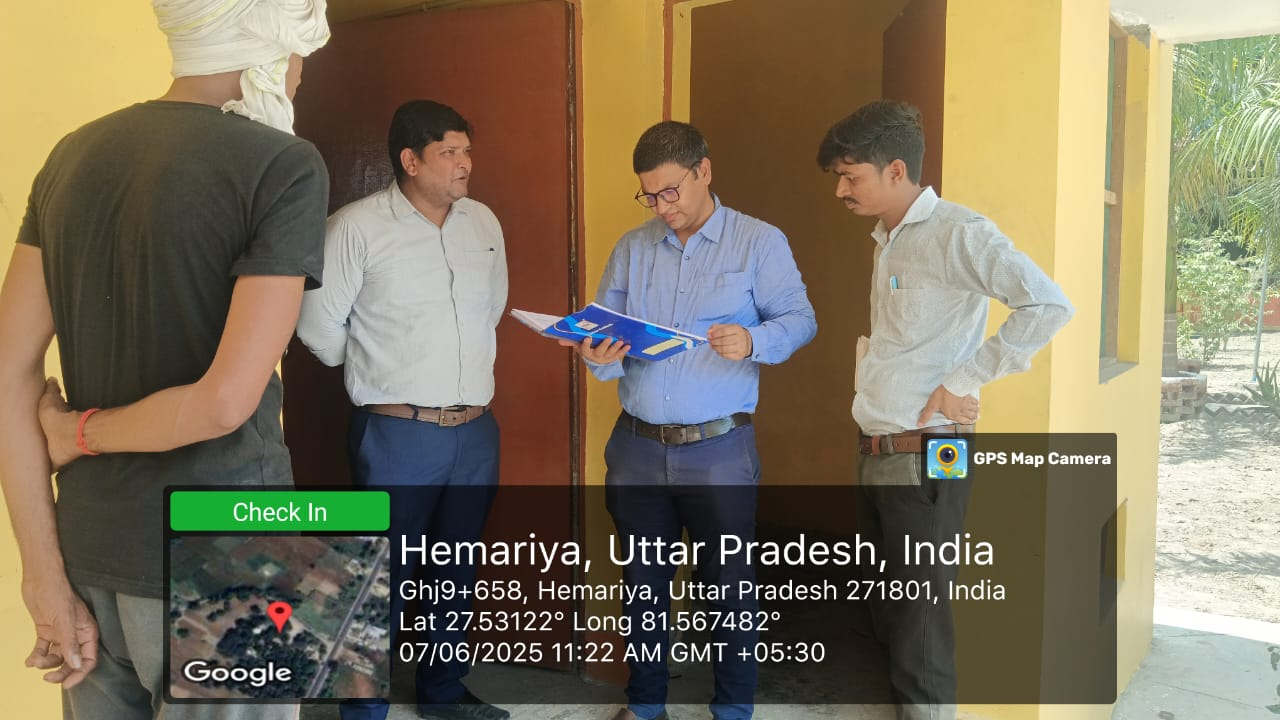 GPS Map Camera
Check In
Hemariya, Uttar Pradesh, India
Ghj9+658, Hemariya, Uttar Pradesh 271801, India
Lat 27.53122° Long 81.567482°
07/06/2025 11:22 AM GMT +05:30
Google